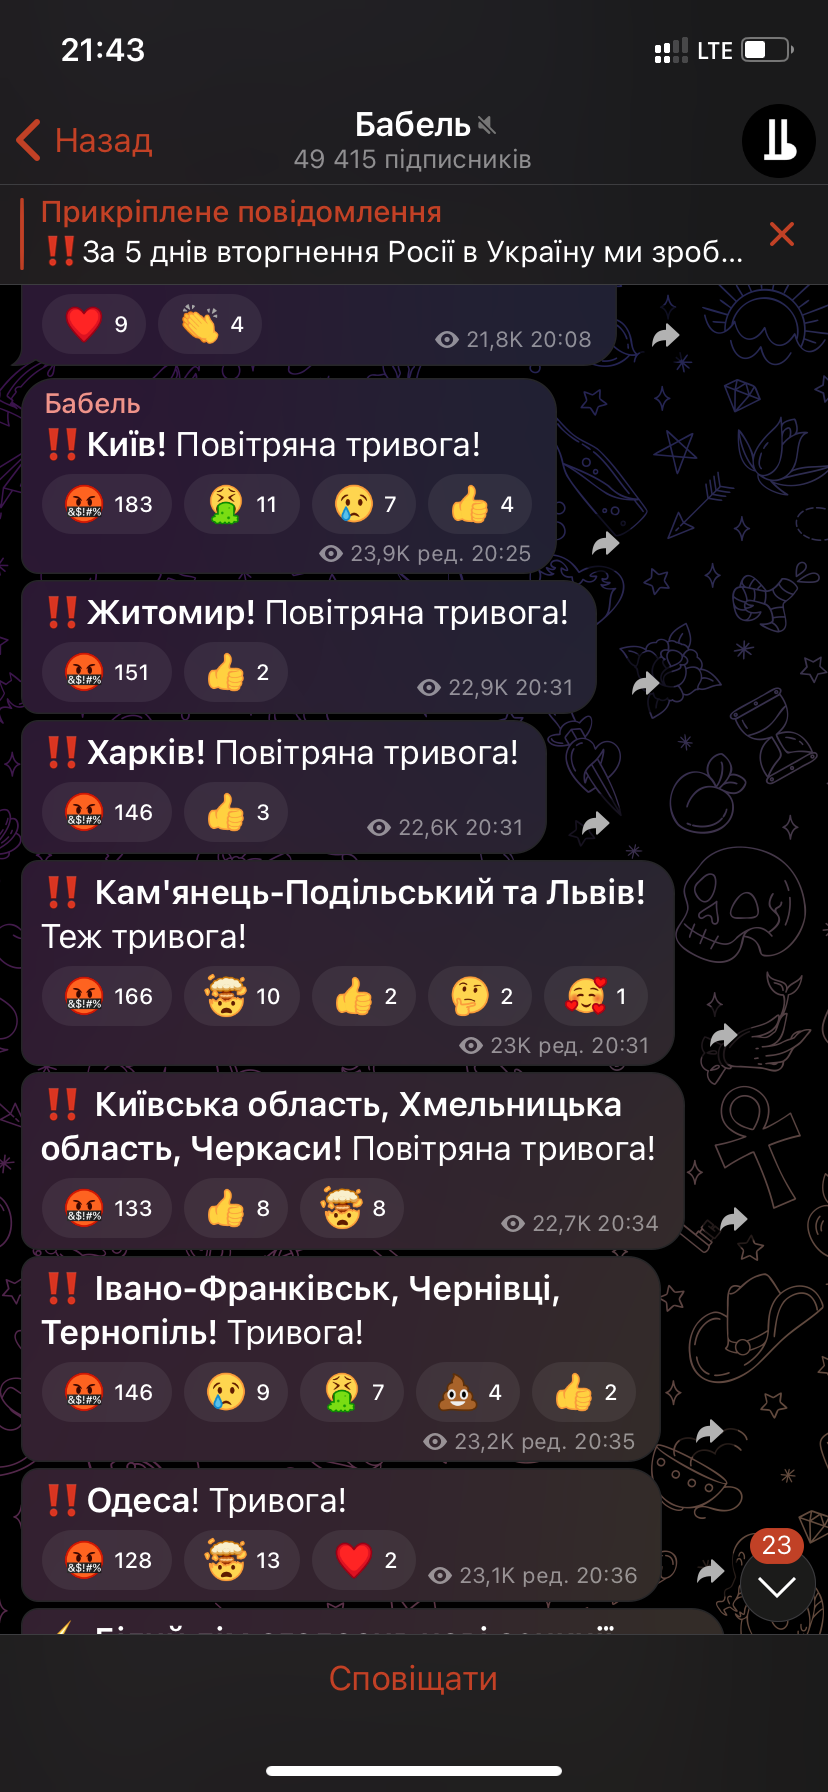 21:43
LTE
Назад
Бабель
49 415 підписників
Прикріплене повідомлення
‼️За 5 днів вторгнення Росії в Україну ми зроб...
9 4
21,8K 20:08
Бабель
‼️Київ! Повітряна тривога!
183 11 7 4
23,9K ред. 20:25
‼️Житомир! Повітряна тривога!
151 2
22,9K 20:31
‼️Харків! Повітряна тривога!
146 3
22,6K 20:31
‼️ Кам'янець-Подільський та Львів!
Теж тривога!
166 10 2 2 1
23K ред. 20:31
‼️ Київська область, Хмельницька
область, Черкаси! Повітряна тривога!
133 8 8
22,7K 20:34
‼️ Івано-Франківськ, Чернівці,
Тернопіль! Тривога!
146 9 7 4 2
23,2K ред. 20:35
‼️Одеса! Тривога!
128 13 2
23,1K ред. 20:36
23
Сповіщати